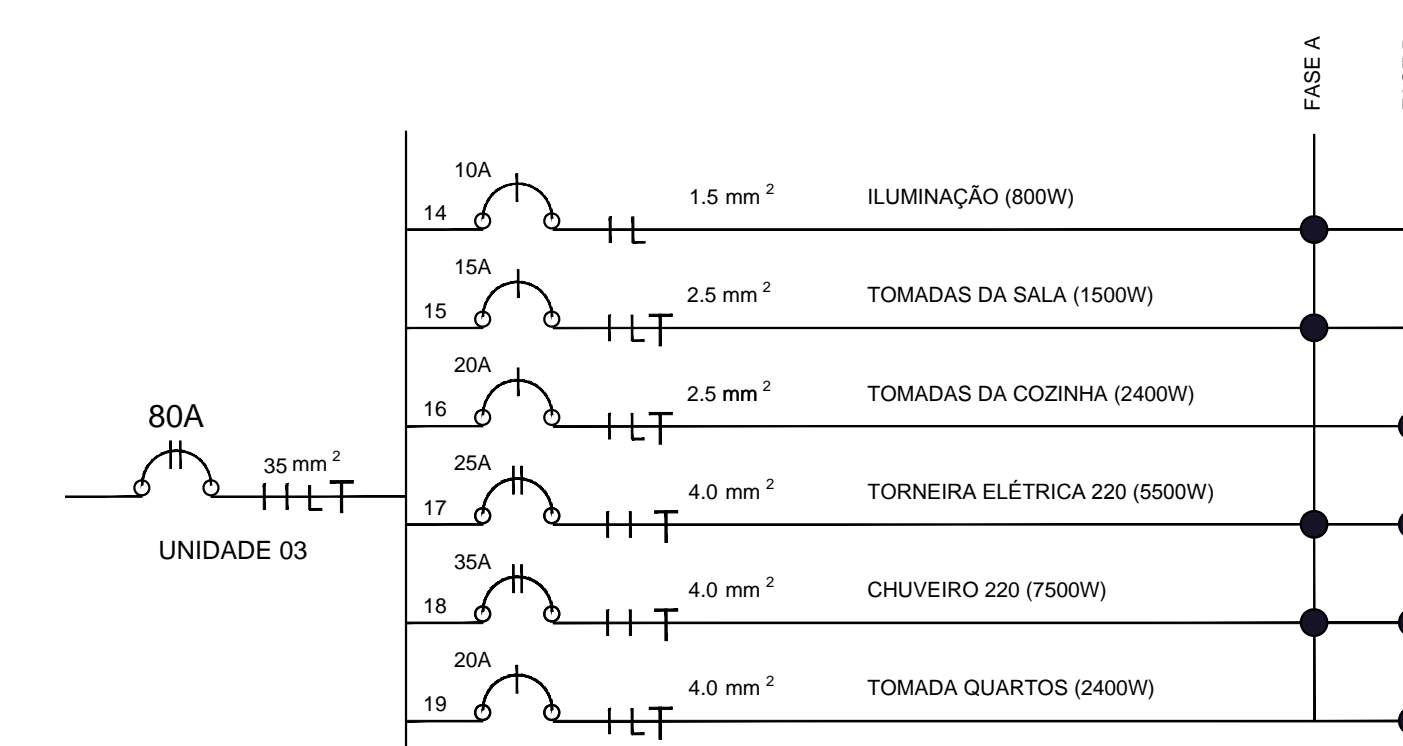 FASE A
10A
14
1.5 mm 2
ILUMINAÇÃO (800W)
15A
15
2.5 mm 2
TOMADAS DA SALA (1500W)
20A
16
2.5 mm 2
TOMADAS DA COZINHA (2400W)
80A
35 mm 2
UNIDADE 03
25A
17
4.0 mm 2
TORNEIRA ELÉTRICA 220 (5500W)
35A
18
4.0 mm 2
CHUVEIRO 220 (7500W)
20A
19
4.0 mm 2
TOMADA QUARTOS (2400W)